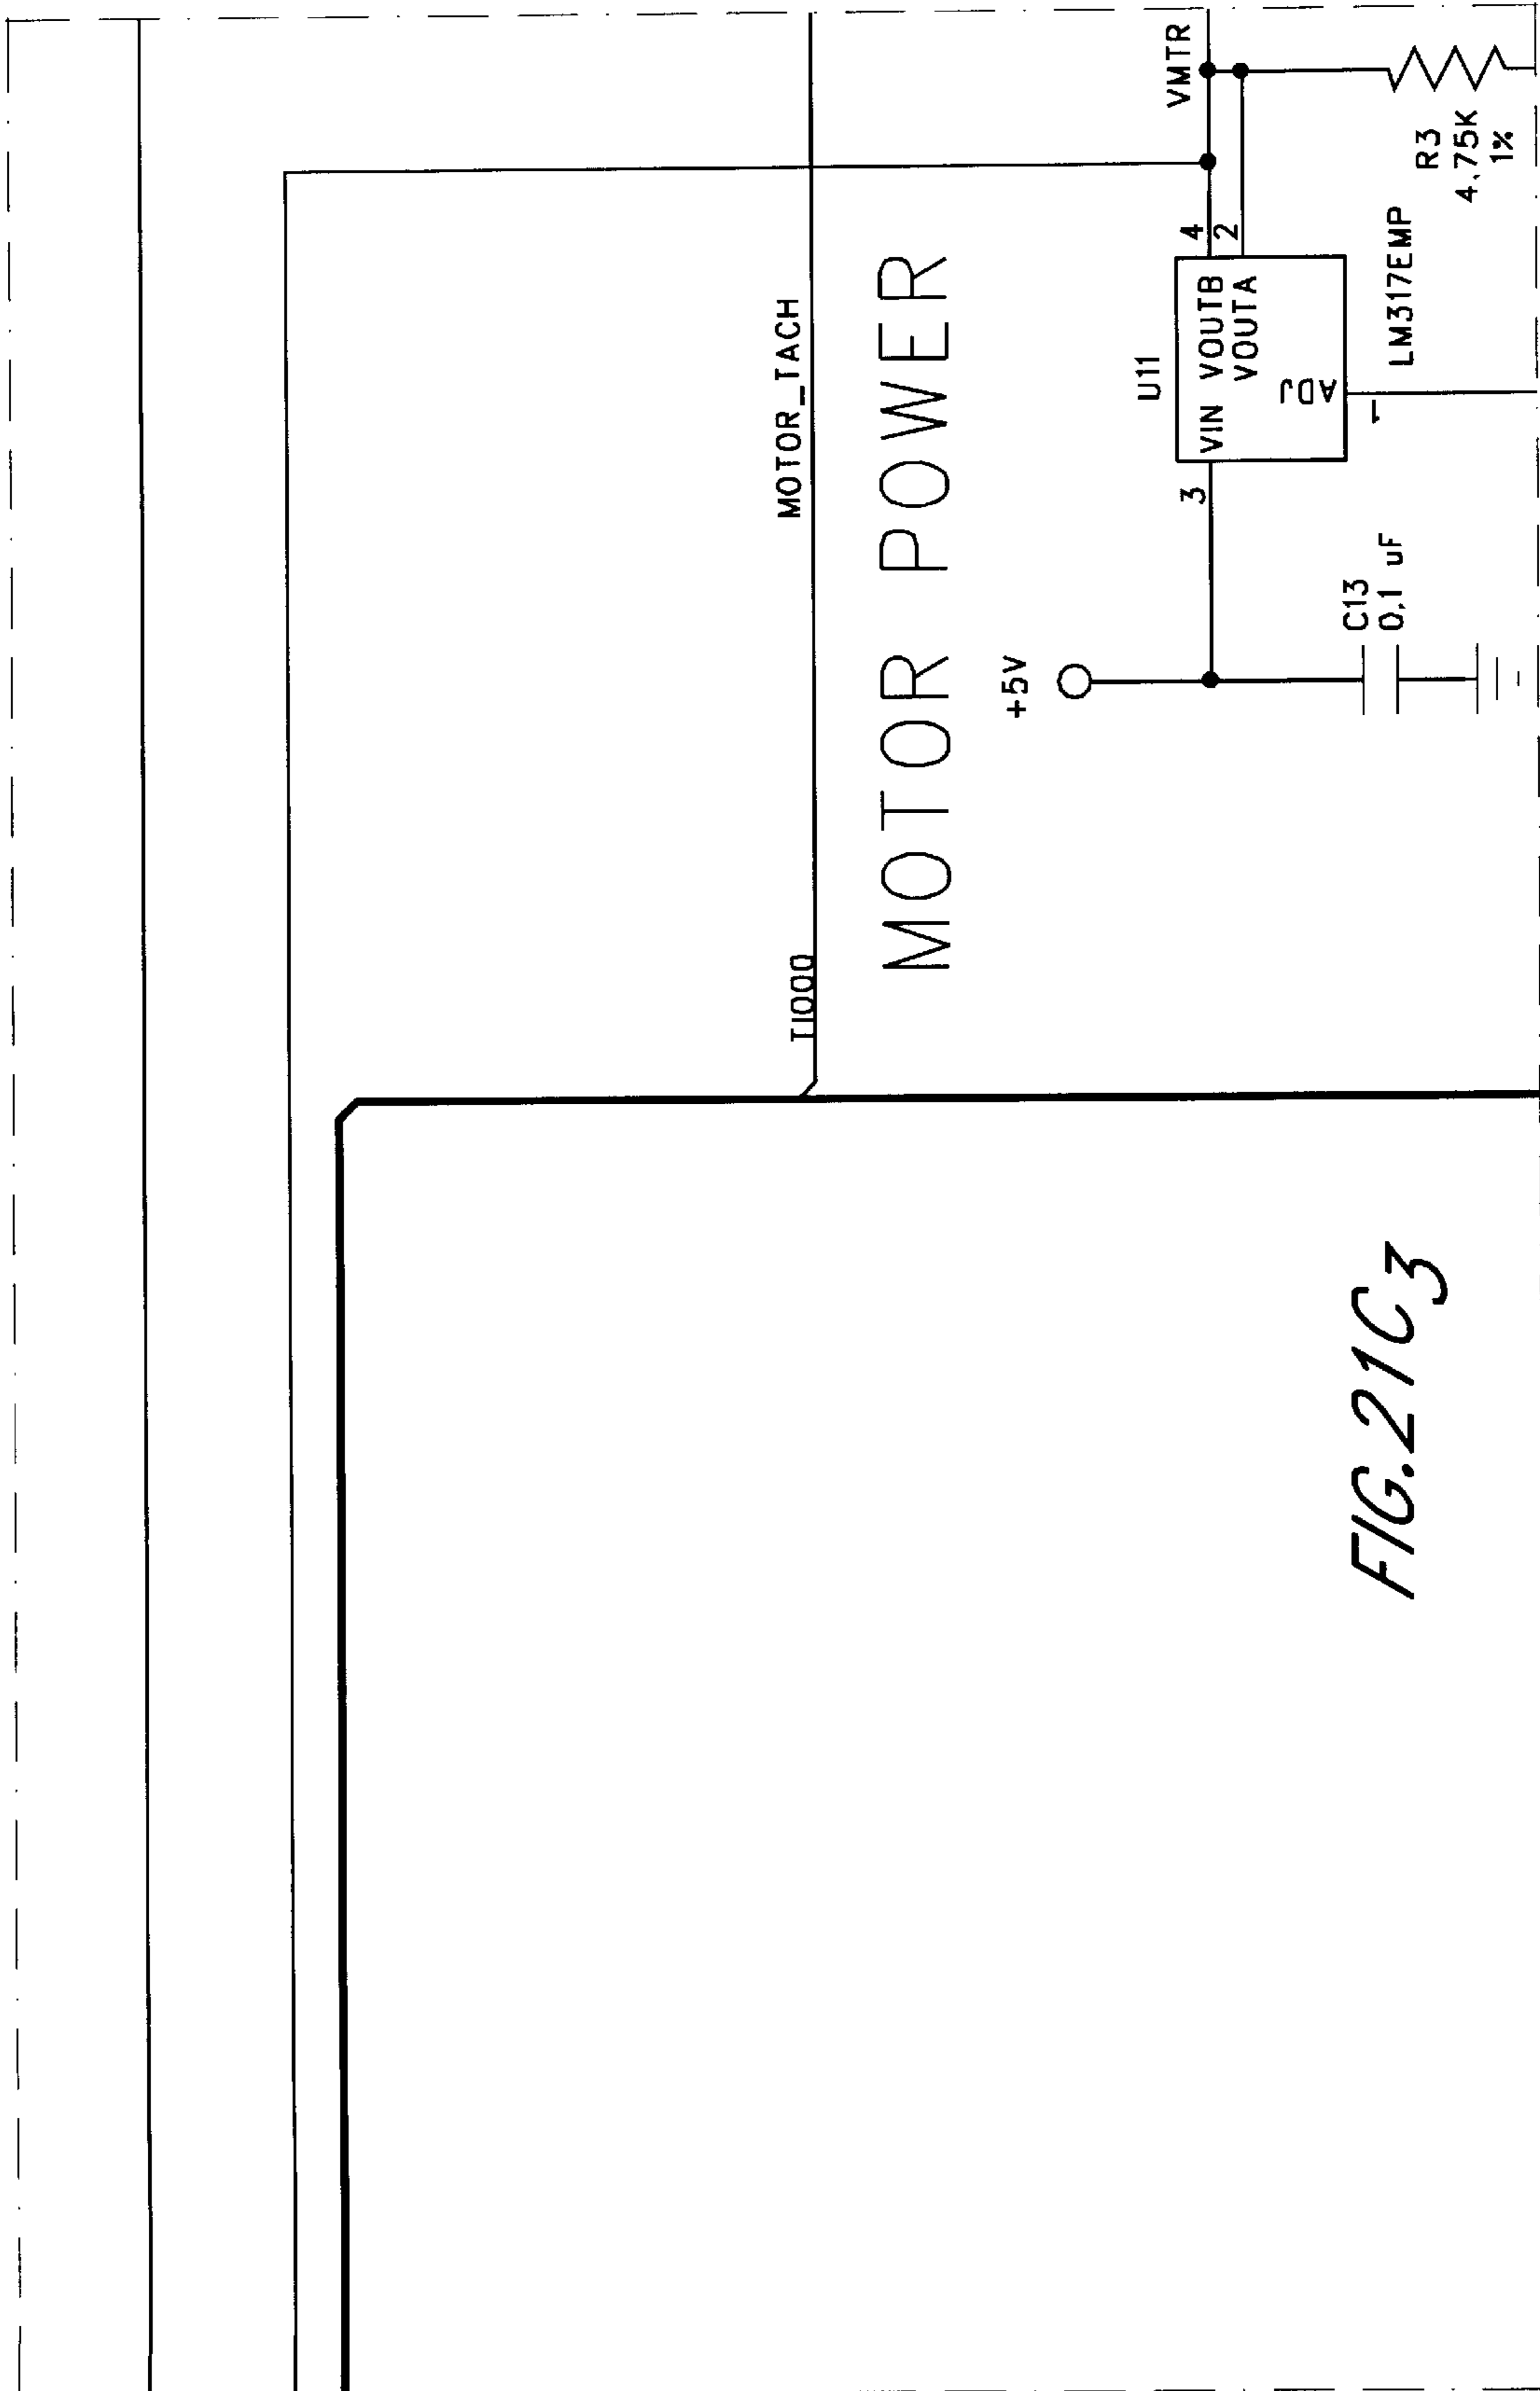 TIOOO
MOTOR_TACH
MOTOR POWER
+5V
C13
0.1 uF
3
U11
VIN VOUTB
VOUTA
ADJ
4
2
1
LM317EMP
VMTR
R3
4.75K
1%
FIG.21C3